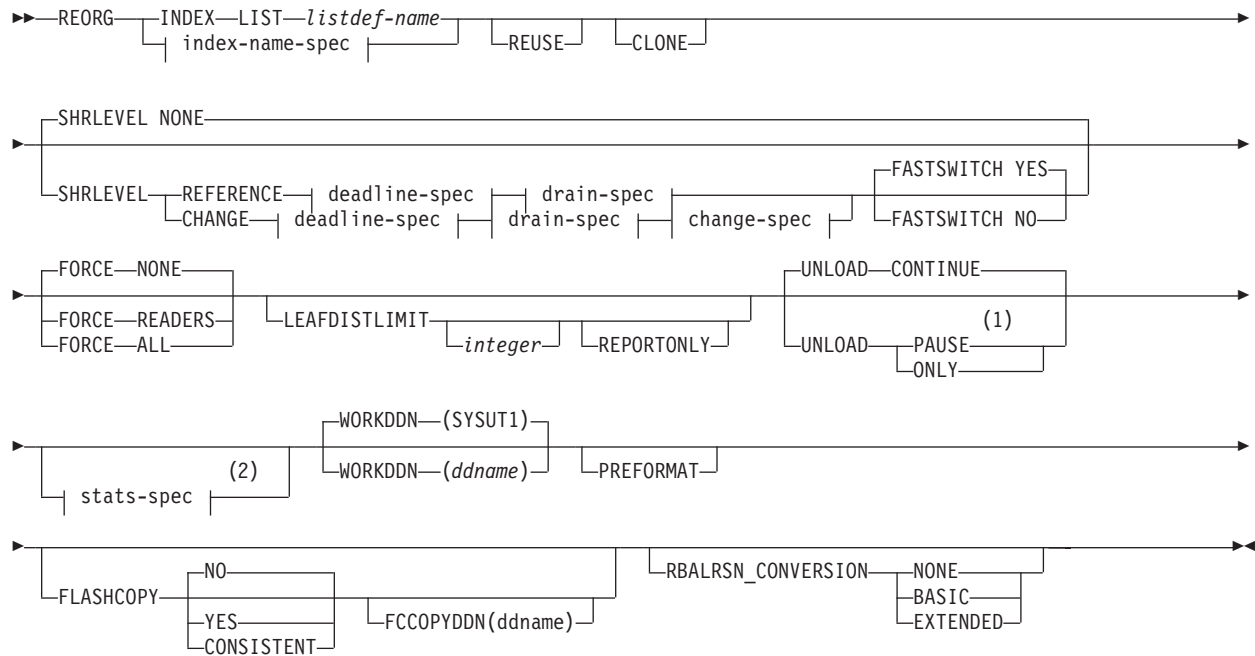 REORG INDEX LIST listdef-name
index-name-spec REUSE CLONE
SHRLEVEL NONE
FASTSWITCH YES
SHRLEVEL REFERENCE deadline-spec drain-spec
CHANGE deadline-spec drain-spec change-spec FASTSWITCH NO
FORCE NONE UNLOAD CONTINUE
FORCE READERS LEAFDISTLIMIT (1)
FORCE ALL integer REPORTONLY UNLOAD PAUSE
ONLY
WORKDDN (SYSUT1)
(2) WORKDDN (ddname) PREFORMAT
stats-spec
NO RBALRSN_CONVERSION NONE
FLASHCOPY YES FCCOPYDDN(ddname) BASIC
CONSISTENT EXTENDED